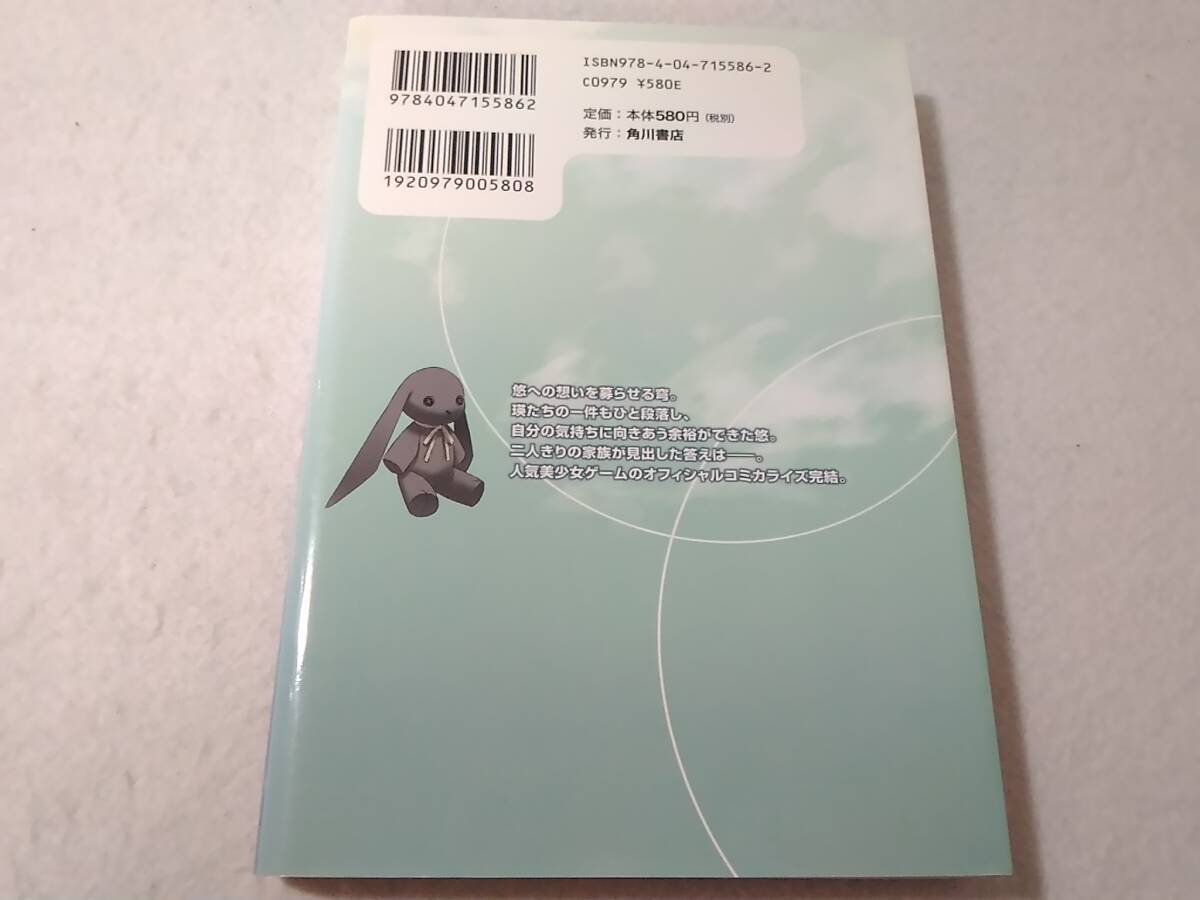 9784047155862
1920979005808
ISBN978-4-04-715586-2
C0979 ¥580E
定価：本体580円（税別）
発行：角川書店
悠への想いを募らせる穹。
瑛たちの一件もひと段落し、
自分の気持ちに向きあう余裕ができた悠。
二人きりの家族が見出した答えは――。
人気美少女ゲームのオフィシャルコミカライズ完結。